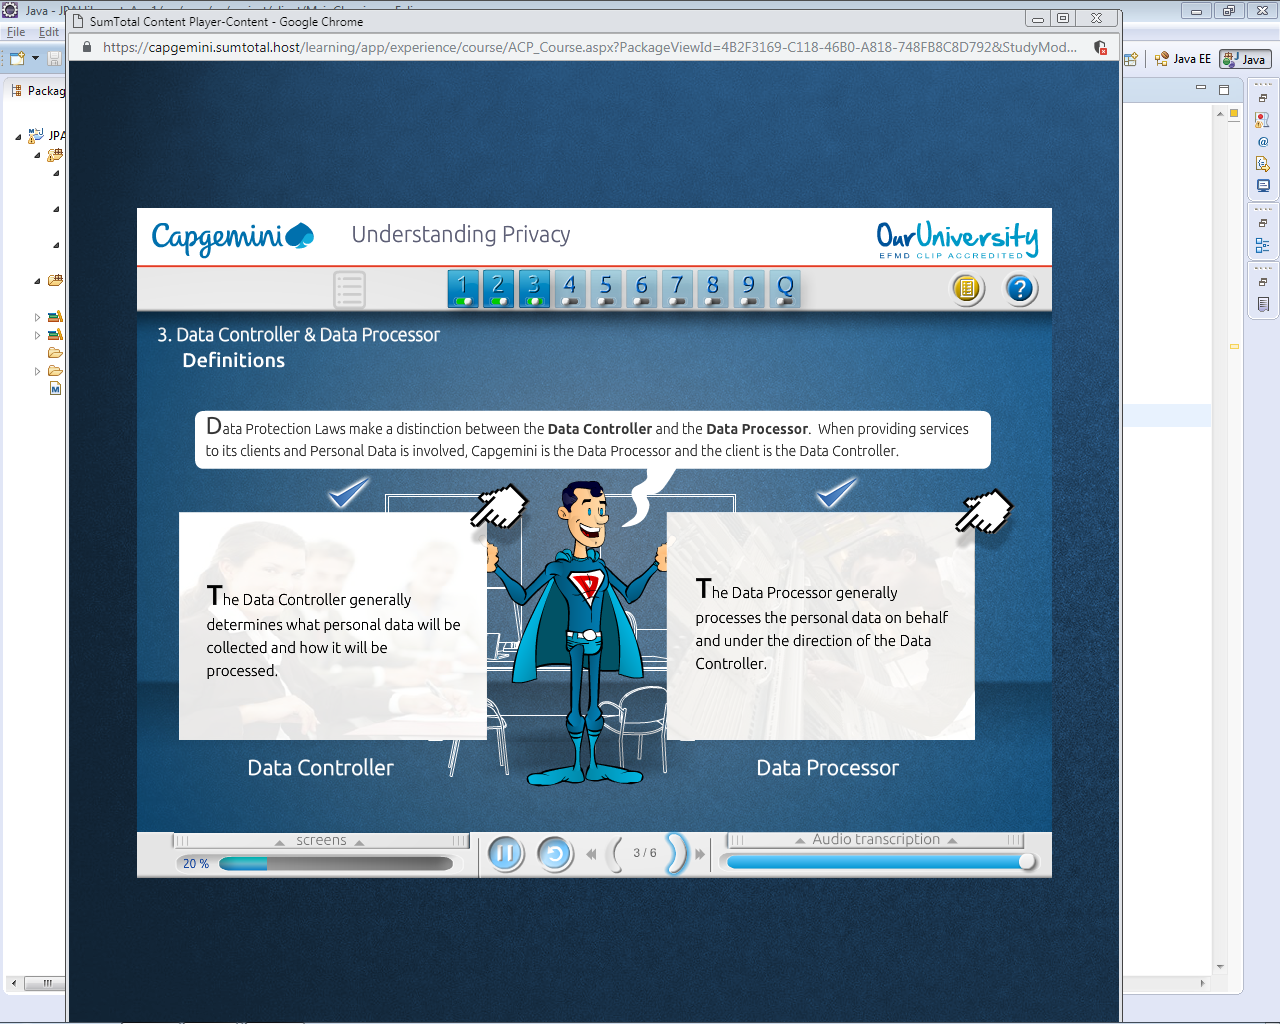 Java - JPA
SumTotal Content Player-Content - Google Chrome
File Edit
https://capgemini.sumtotal.host/learning/app/experience/course/ACP_Course.aspx?PackageViewId=4B2F3169-C118-46B0-A818-748FB8C8D792&StudyMod...
Java EE
Java
Packag
JPA
Capgemini
Understanding Privacy
OurUniversity
EFMD CLIP ACCREDITED
1 2 3 4 5 6 7 8 9 Q
?
3. Data Controller & Data Processor
Definitions
Data Protection Laws make a distinction between the Data Controller and the Data Processor. When providing services
to its clients and Personal Data is involved, Capgemini is the Data Processor and the client is the Data Controller.
The Data Controller generally
determines what personal data will be
collected and how it will be
processed.
The Data Processor generally
processes the personal data on behalf
and under the direction of the Data
Controller.
Data Controller
Data Processor
screens
20 %
3 / 6
Audio transcription